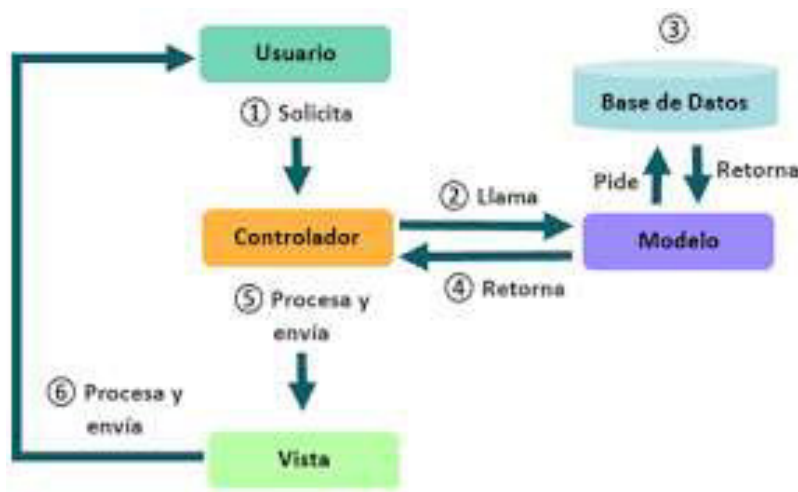 ③
Usuario
Base de Datos
① Solicita
Pide
Retorna
② Llama
Controlador
Modelo
④ Retorna
⑤ Procesa y
envía
⑥ Procesa y
envía
Vista